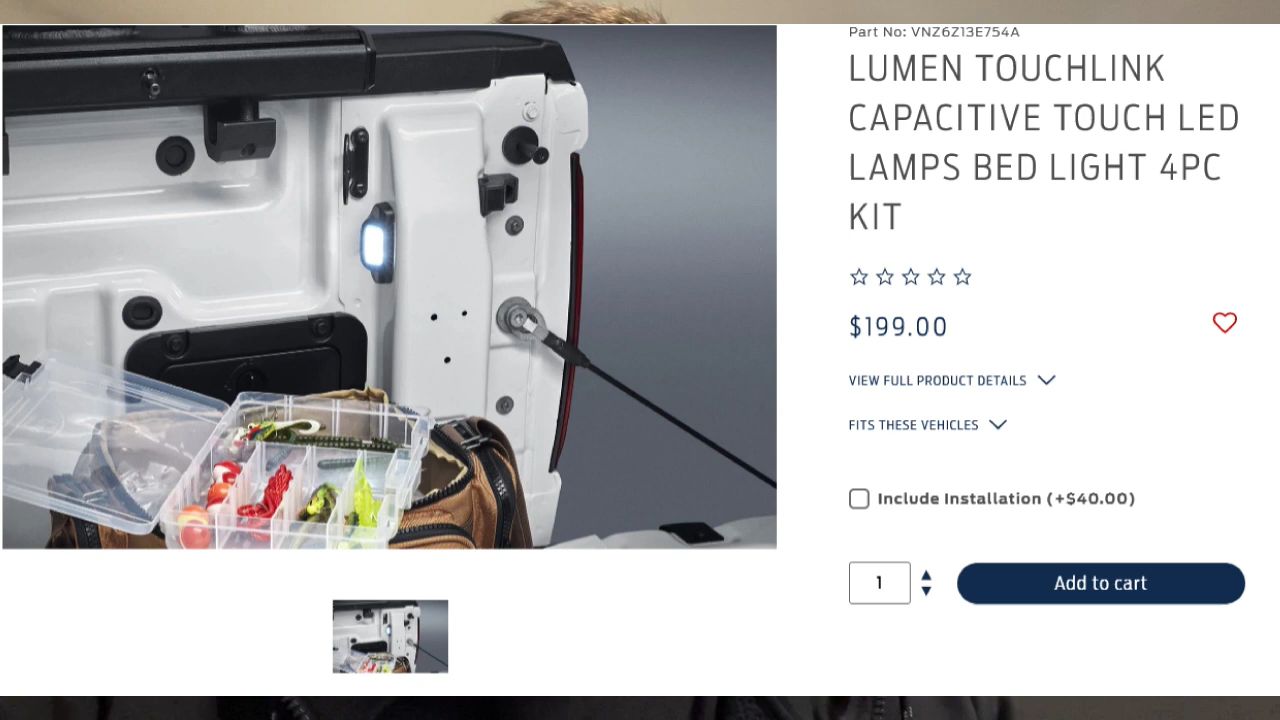 Part No: VNZ6Z13E754A
LUMEN TOUCHLINK
CAPACITIVE TOUCH LED
LAMPS BED LIGHT 4PC
KIT
$199.00
VIEW FULL PRODUCT DETAILS
FITS THESE VEHICLES
Include Installation (+$40.00)
1
Add to cart